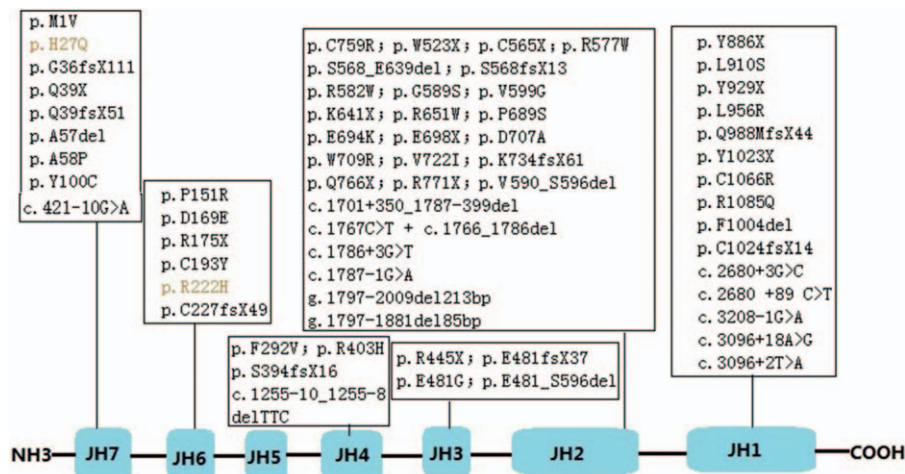 p.M1V
p.H27Q
p.G36fsX111
p.Q39X
p.Q39fsX51
p.A57del
p.A58P
p.Y100C
c.421-10G>A
p.P151R
p.D169E
p.R175X
p.C193Y
p.R222H
p.C227fsX49
p.F292V; p.R403H
p.S394fsX16
c.1255-10_1255-8
delTTC
p.C759R; p.W523X; p.C565X; p.R577W
p.S568_E639del; p.S568fsX13
p.R582W; p.G589S; p.V599G
p.K641X; p.R651W; p.P689S
p.E694K; p.E698X; p.D707A
p.W709R; p.V722I; p.K734fsX61
p.Q766X; p.R771X; p.V590_S596del
c.1701+350_1787-399del
c.1767C>T + c.1766_1786del
c.1786+3G>T
c.1787-1G>A
g.1797-2009del213bp
g.1797-1881del85bp
p.R445X; p.E481fsX37
p.E481G; p.E481_S596del
p.Y886X
p.L910S
p.Y929X
p.L956R
p.Q988MfsX44
p.Y1023X
p.C1066R
p.R1085Q
p.F1004del
p.C1024fsX14
c.2680+3G>C
c.2680 +89 C>T
c.3208-1G>A
c.3096+18A>G
c.3096+2T>A
NH3 JH7 JH6 JH5 JH4 JH3 JH2 JH1 COOH